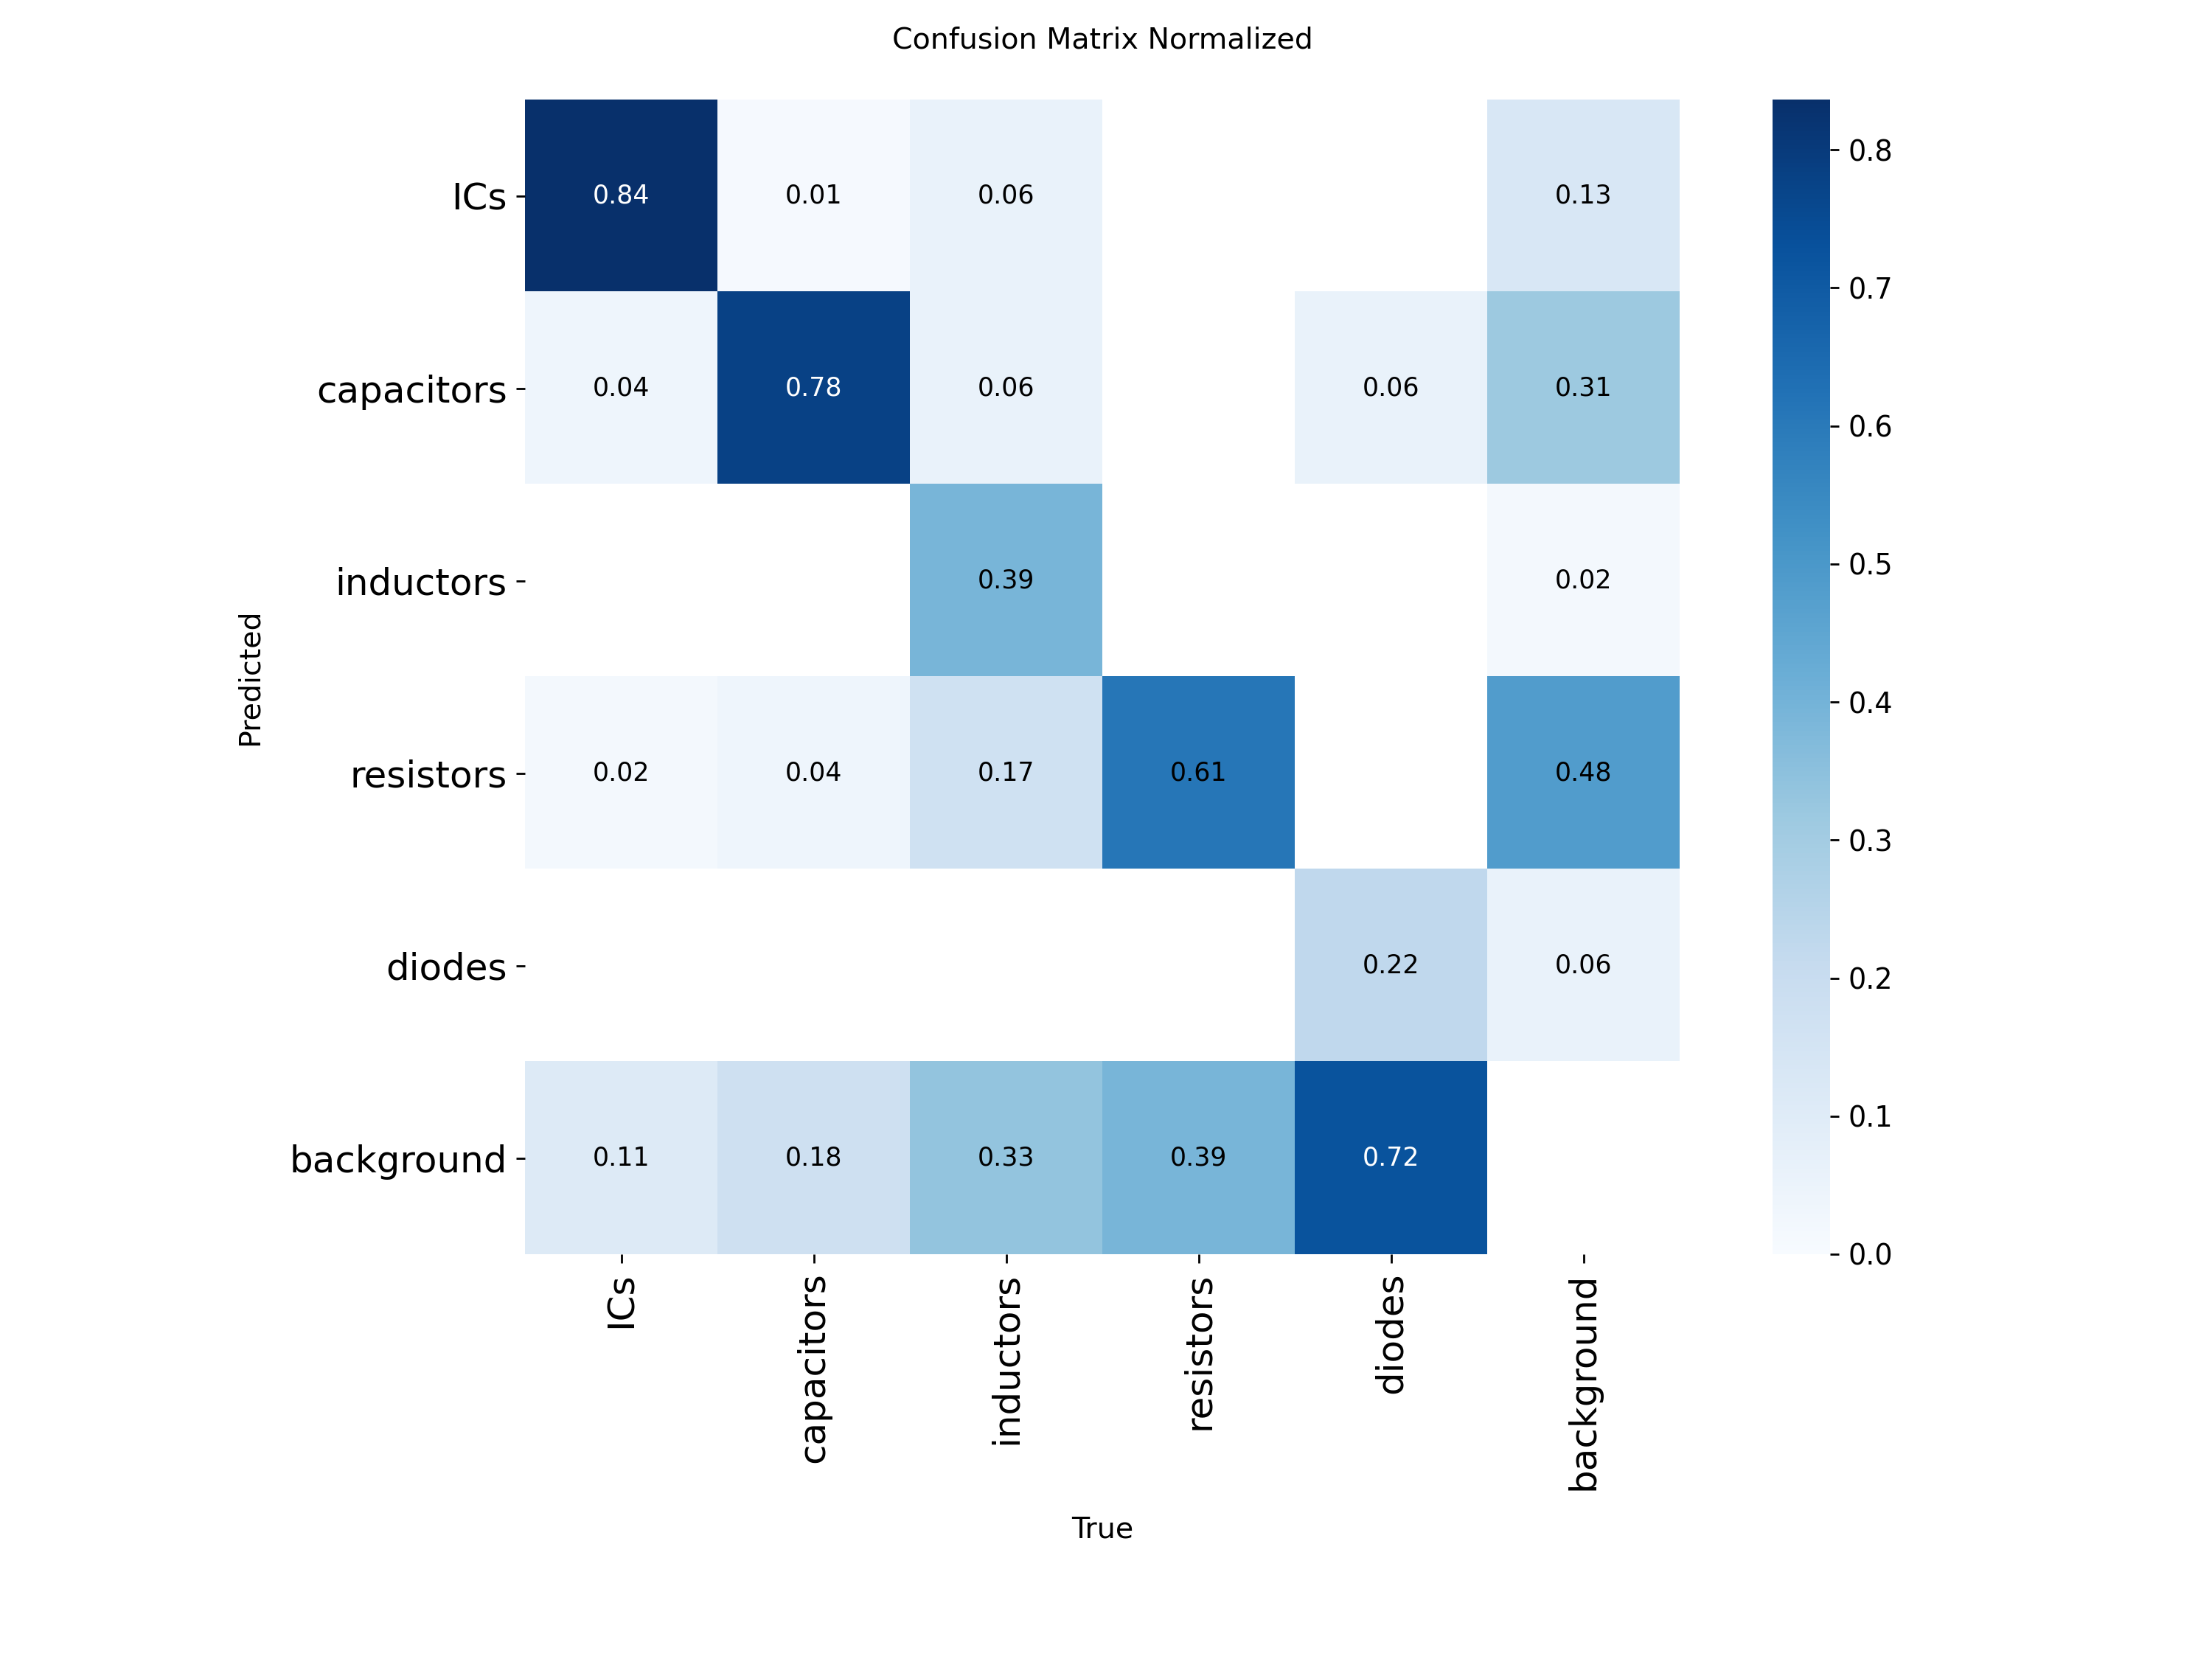 Confusion Matrix Normalized
ICs 0.84 0.01 0.06 0.13
capacitors 0.04 0.78 0.06 0.06 0.31
inductors 0.39 0.02
resistors 0.02 0.04 0.17 0.61 0.48
diodes 0.22 0.06
background 0.11 0.18 0.33 0.39 0.72
Predicted
ICs capacitors inductors resistors diodes background
True
0.8
0.7
0.6
0.5
0.4
0.3
0.2
0.1
0.0